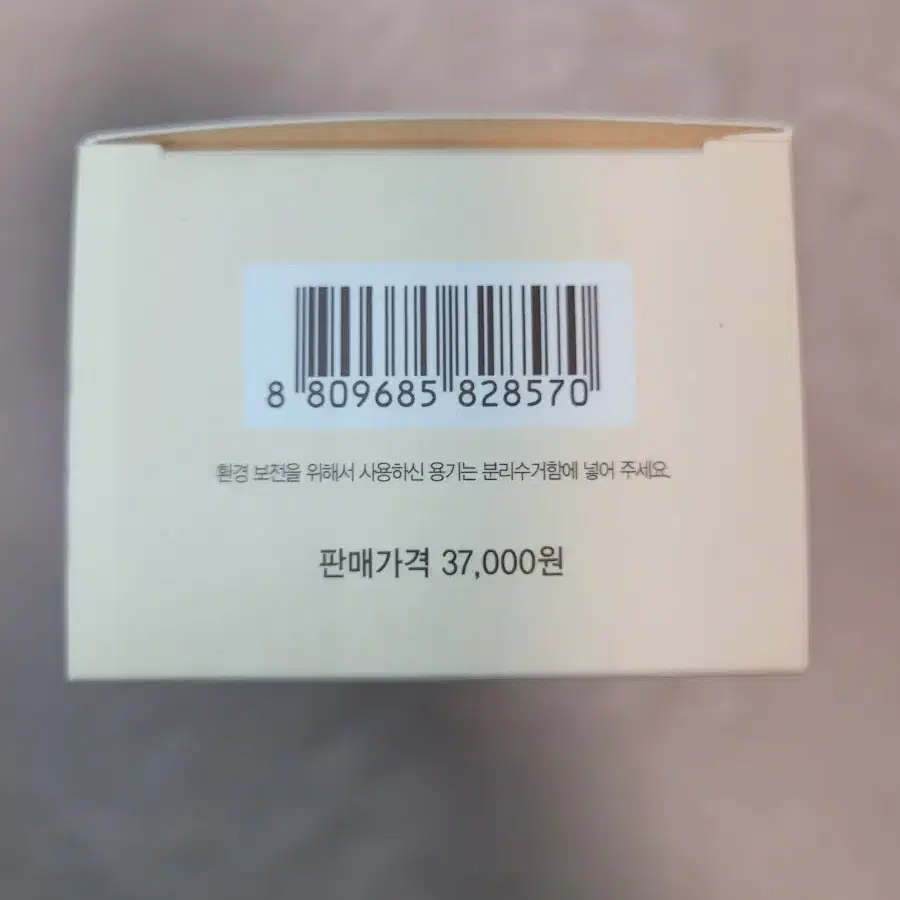 8 809685 828570
환경 보전을 위해서 사용하신 용기는 분리수거함에 넣어 주세요.
판매가격 37,000원